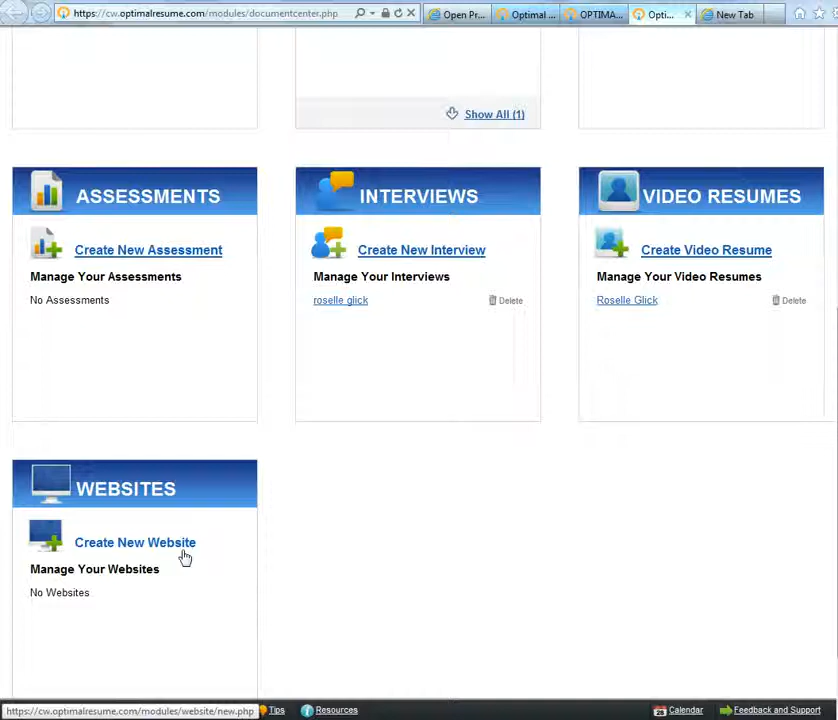 https://cw.optimalresume.com/modules/documentcenter.php
Open Pr...
Optimal ...
OPTIMA...
Opti...
New Tab
Show All (1)
ASSESSMENTS
Create New Assessment
Manage Your Assessments
No Assessments
INTERVIEWS
Create New Interview
Manage Your Interviews
roselle glick
Delete
VIDEO RESUMES
Create Video Resume
Manage Your Video Resumes
Roselle Glick
Delete
WEBSITES
Create New Website
Manage Your Websites
No Websites
https://cw.optimalresume.com/modules/website/new.php
Tips
Resources
Calendar
Feedback and Support